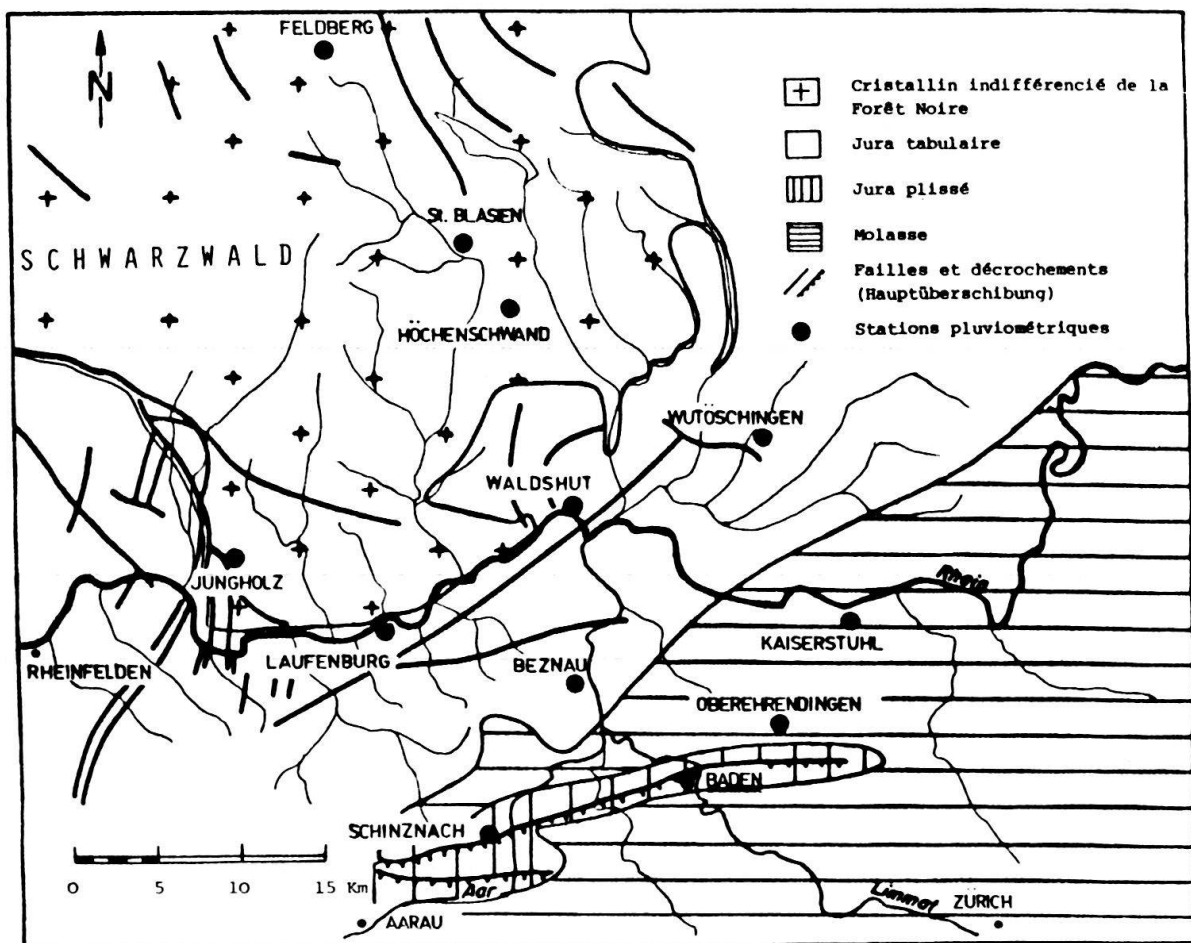 FELDBERG
N
Cristallin indifférencié de la
Forêt Noire
Jura tabulaire
Jura plissé
Molasse
Failles et décrochements
(Hauptüberschibung)
Stations pluviométriques
St. BLASIEN
SCHWARZWALD
HÖCHENSCHWAND
WUTÖSCHINGEN
WALDSHUT
JUNGHOLZ
Rhein
RHEINFELDEN
LAUFENBURG
BEZNAU
KAISERSTUHL
OBEREHRENDINGEN
BADEN
SCHINZNACH
0 5 10 15 Km
Aar
AARAU
Limmat
ZÜRICH